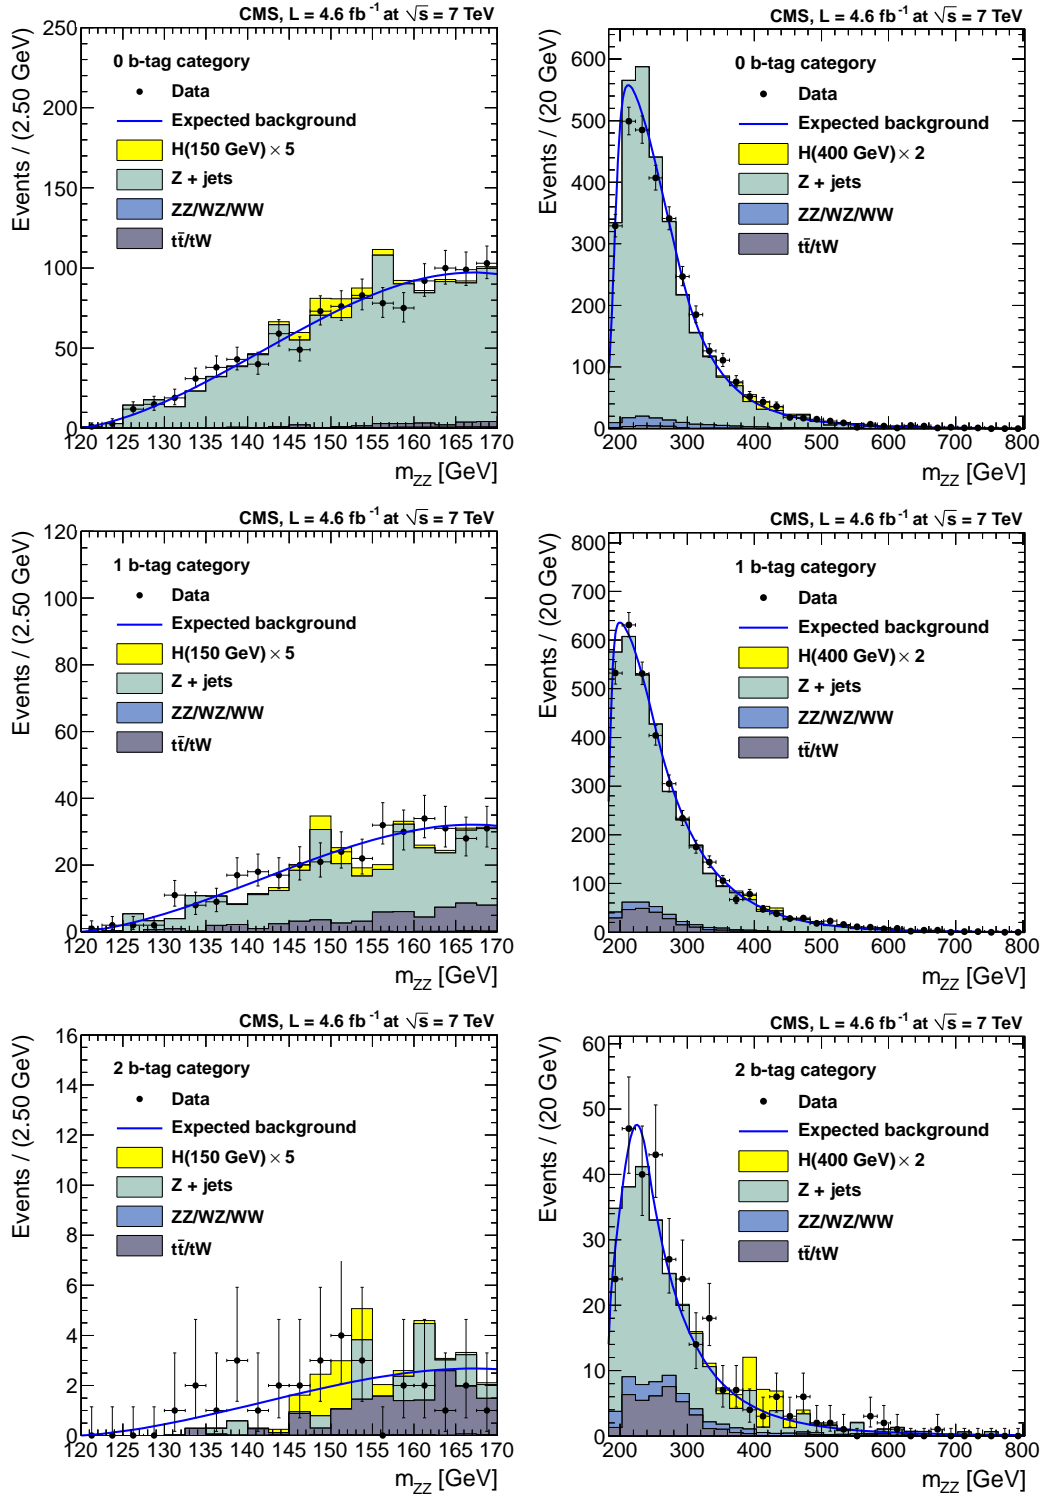 CMS, L = 4.6 fb⁻¹ at √s = 7 TeV
Events / (2.50 GeV)
250
200
150
100
50
0
0 b-tag category
Data
Expected background
H(150 GeV) × 5
Z + jets
ZZ/WZ/WW
tt̄/tW
120 125 130 135 140 145 150 155 160 165 170
m_ZZ [GeV]
CMS, L = 4.6 fb⁻¹ at √s = 7 TeV
Events / (20 GeV)
600
500
400
300
200
100
0
0 b-tag category
Data
Expected background
H(400 GeV) × 2
Z + jets
ZZ/WZ/WW
tt̄/tW
200 300 400 500 600 700 800
m_ZZ [GeV]
CMS, L = 4.6 fb⁻¹ at √s = 7 TeV
Events / (2.50 GeV)
120
100
80
60
40
20
0
1 b-tag category
Data
Expected background
H(150 GeV) × 5
Z + jets
ZZ/WZ/WW
tt̄/tW
120 125 130 135 140 145 150 155 160 165 170
m_ZZ [GeV]
CMS, L = 4.6 fb⁻¹ at √s = 7 TeV
Events / (20 GeV)
800
700
600
500
400
300
200
100
0
1 b-tag category
Data
Expected background
H(400 GeV) × 2
Z + jets
ZZ/WZ/WW
tt̄/tW
200 300 400 500 600 700 800
m_ZZ [GeV]
CMS, L = 4.6 fb⁻¹ at √s = 7 TeV
Events / (2.50 GeV)
16
14
12
10
8
6
4
2
0
2 b-tag category
Data
Expected background
H(150 GeV) × 5
Z + jets
ZZ/WZ/WW
tt̄/tW
120 125 130 135 140 145 150 155 160 165 170
m_ZZ [GeV]
CMS, L = 4.6 fb⁻¹ at √s = 7 TeV
Events / (20 GeV)
60
50
40
30
20
10
0
2 b-tag category
Data
Expected background
H(400 GeV) × 2
Z + jets
ZZ/WZ/WW
tt̄/tW
200 300 400 500 600 700 800
m_ZZ [GeV]